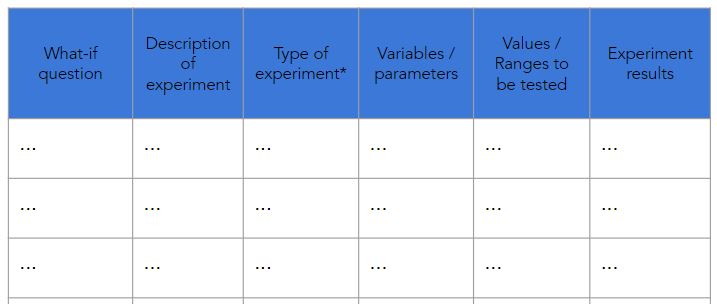 What-if
question
Description
of
experiment
Type of
experiment*
Variables /
parameters
Values /
Ranges to
be tested
Experiment
results
... ... ... ... ... ...
... ... ... ... ... ...
... ... ... ... ... ...